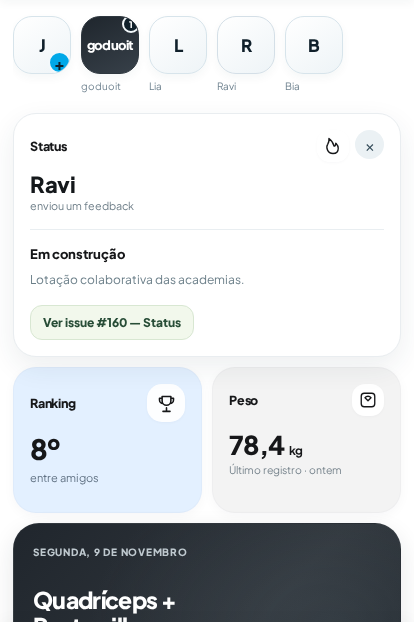 J
+
1
goduoit
L
R
B
goduoit
Lia
Ravi
Bia
Status
×
Ravi
enviou um feedback
Em construção
Lotação colaborativa das academias.
Ver issue #160 — Status
Ranking
8º
entre amigos
Peso
78,4 kg
Último registro · ontem
SEGUNDA, 9 DE NOVEMBRO
Quadríceps +